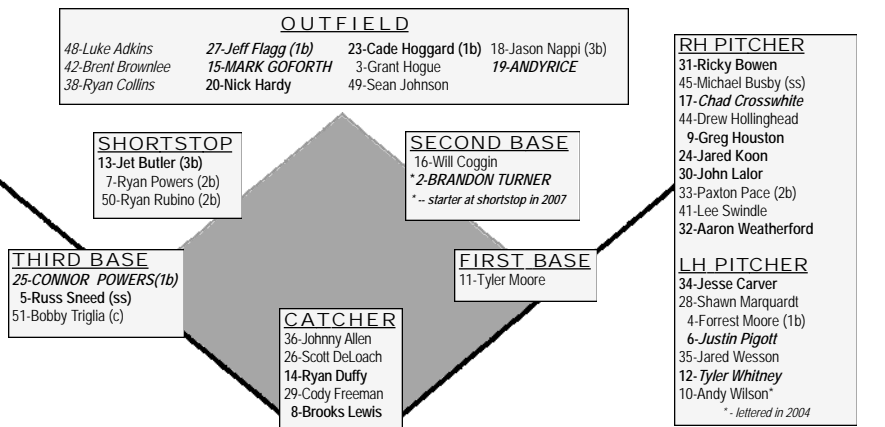 OUTFIELD
48-Luke Adkins 27-Jeff Flagg (1b) 23-Cade Hoggard (1b) 18-Jason Nappi (3b)
42-Brent Brownlee 15-MARK GOFORTH 3-Grant Hogue 19-ANDYRICE
38-Ryan Collins 20-Nick Hardy 49-Sean Johnson
SHORTSTOP
13-Jet Butler (3b)
7-Ryan Powers (2b)
50-Ryan Rubino (2b)
SECOND BASE
16-Will Coggin
*2-BRANDON TURNER
* -- starter at shortstop in 2007
THIRD BASE
25-CONNOR POWERS(1b)
5-Russ Sneed (ss)
51-Bobby Triglia (c)
FIRST BASE
11-Tyler Moore
CATCHER
36-Johnny Allen
26-Scott DeLoach
14-Ryan Duffy
29-Cody Freeman
8-Brooks Lewis
RH PITCHER
31-Ricky Bowen
45-Michael Busby (ss)
17-Chad Crosswhite
44-Drew Hollinghead
9-Greg Houston
24-Jared Koon
30-John Lalor
33-Paxton Pace (2b)
41-Lee Swindle
32-Aaron Weatherford
LH PITCHER
34-Jesse Carver
28-Shawn Marquardt
4-Forrest Moore (1b)
6-Justin Pigott
35-Jared Wesson
12-Tyler Whitney
10-Andy Wilson*
* - lettered in 2004